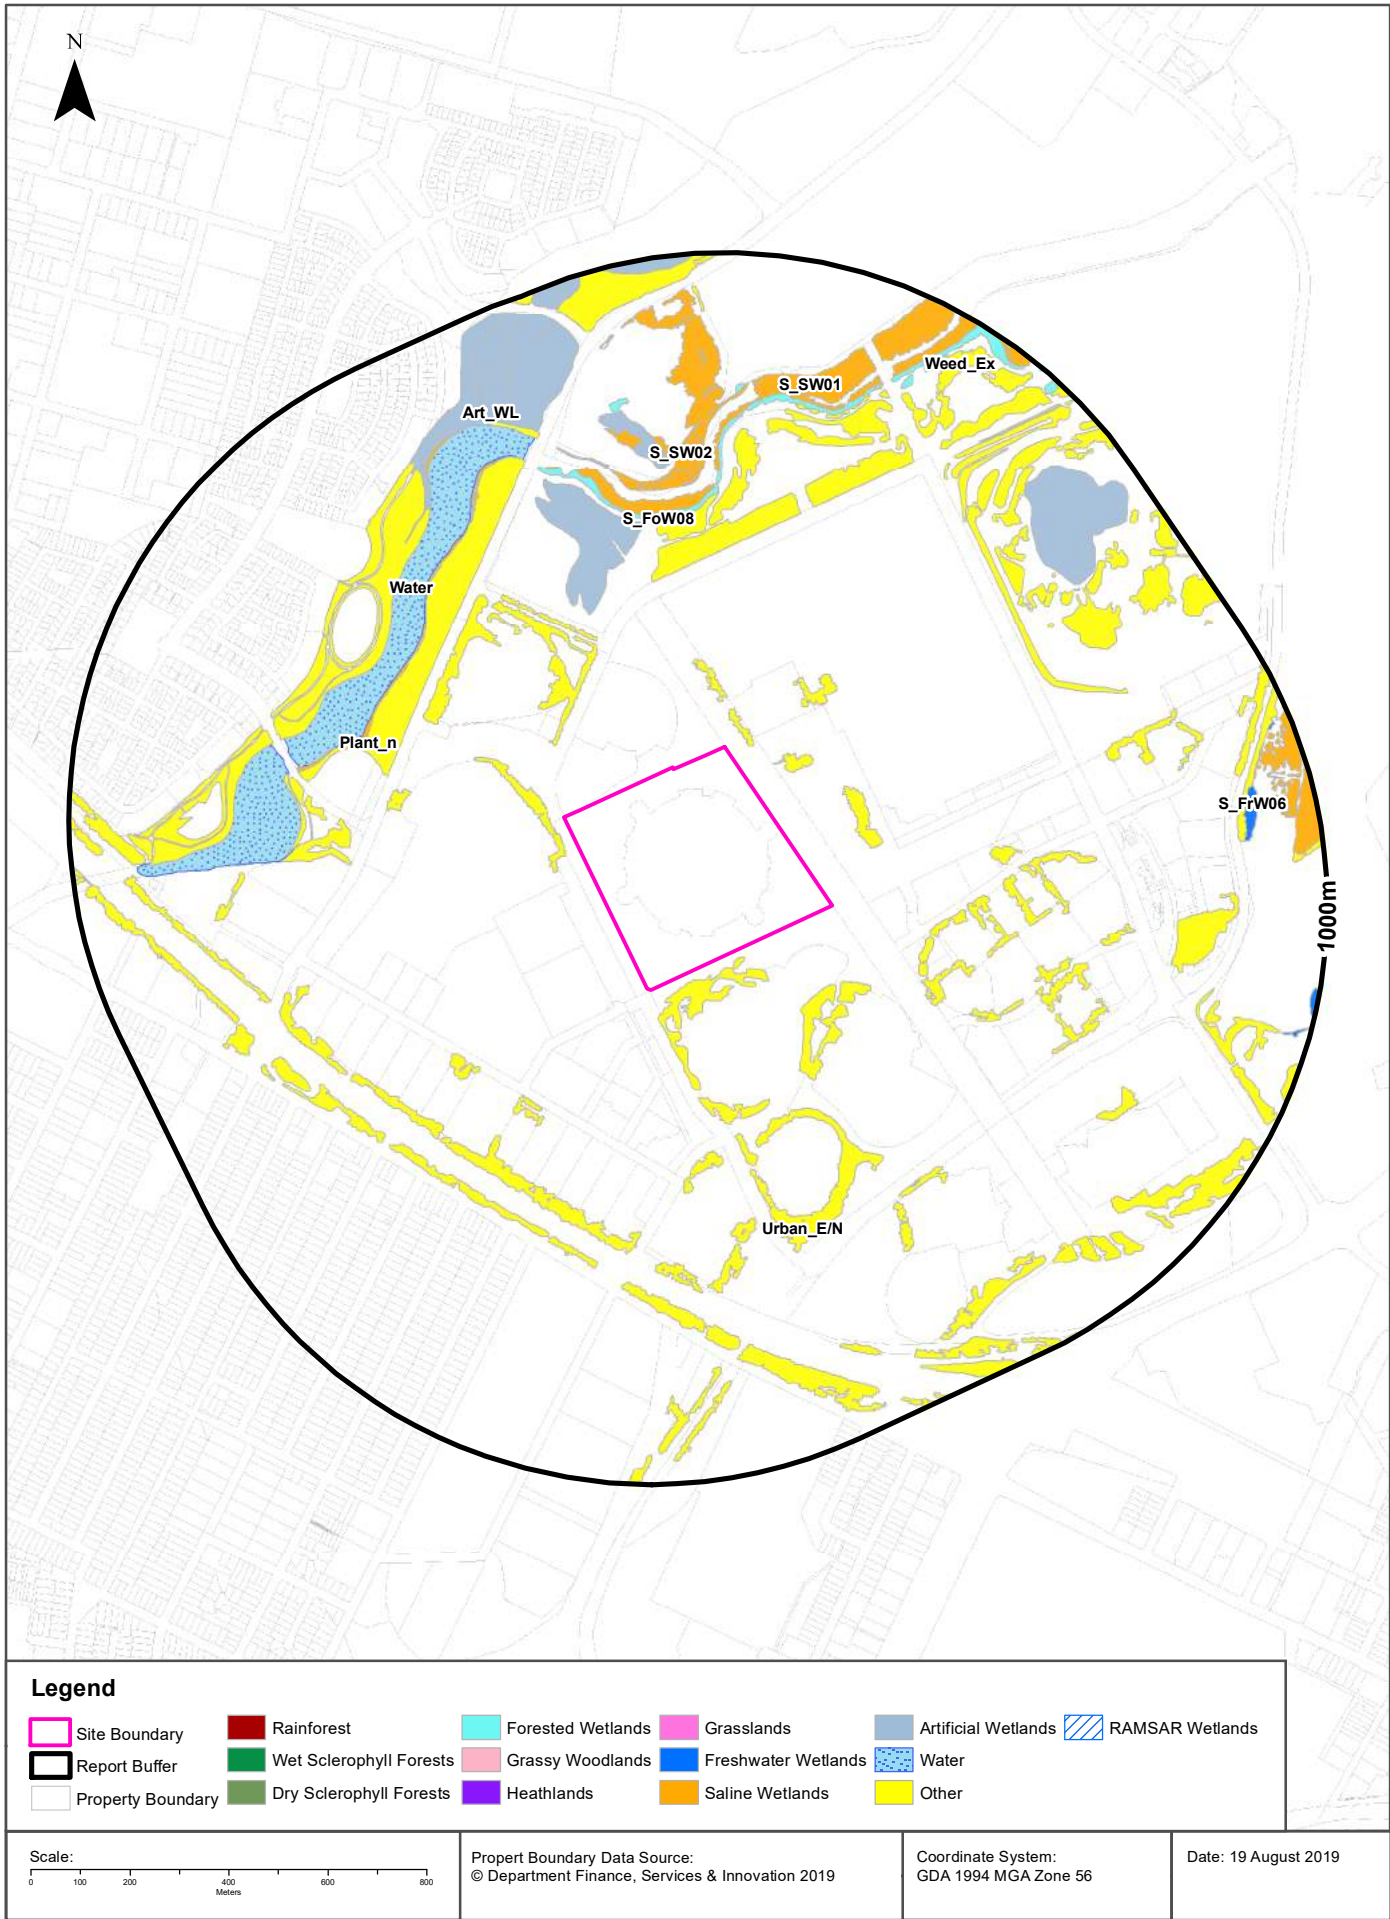 N
Weed_Ex
S_SW01
Art_WL
S_SW02
S_FoW08
Water
Plant_n
S_FrW06
1000m
Urban_E/N
Legend
Site Boundary
Report Buffer
Property Boundary
Rainforest
Wet Sclerophyll Forests
Dry Sclerophyll Forests
Forested Wetlands
Grassy Woodlands
Heathlands
Grasslands
Freshwater Wetlands
Saline Wetlands
Artificial Wetlands
Water
Other
RAMSAR Wetlands
Scale:
0 100 200 400 600 800
Meters
Propert Boundary Data Source:
© Department Finance, Services & Innovation 2019
Coordinate System:
GDA 1994 MGA Zone 56
Date: 19 August 2019